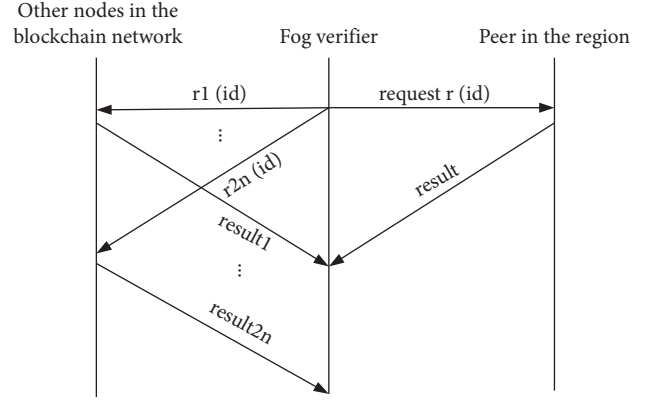 Other nodes in the
blockchain network
Fog verifier
Peer in the region
r1 (id)
request r (id)
...
r2n (id)
result
result1
...
result2n